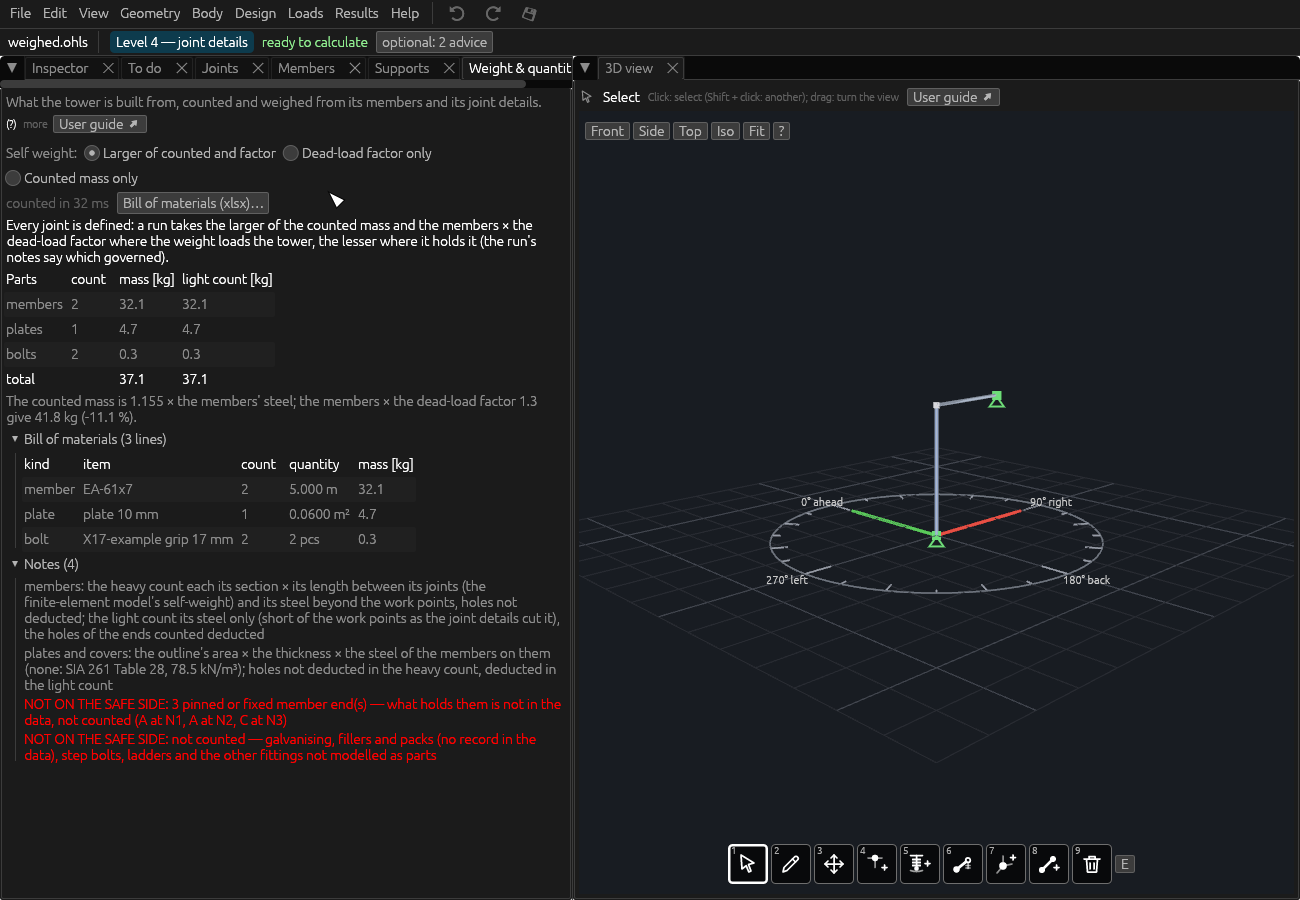 File Edit View Geometry Body Design Loads Results Help
weighed.ohls Level 4 — joint details ready to calculate optional: 2 advice
Inspector To do Joints Members Supports Weight & quantit
What the tower is built from, counted and weighed from its members and its joint details.
(?) more User guide
Self weight: Larger of counted and factor Dead-load factor only
Counted mass only
counted in 32 ms Bill of materials (xlsx)…
Every joint is defined: a run takes the larger of the counted mass and the members × the
dead-load factor where the weight loads the tower, the lesser where it holds it (the run's
notes say which governed).
Parts count mass [kg] light count [kg]
members 2 32.1 32.1
plates 1 4.7 4.7
bolts 2 0.3 0.3
total 37.1 37.1
The counted mass is 1.155 × the members' steel; the members × the dead-load factor 1.3
give 41.8 kg (-11.1 %).
Bill of materials (3 lines)
kind item count quantity mass [kg]
member EA-61x7 2 5.000 m 32.1
plate plate 10 mm 1 0.0600 m² 4.7
bolt X17-example grip 17 mm 2 2 pcs 0.3
Notes (4)
members: the heavy count each its section × its length between its joints (the
finite-element model's self-weight) and its steel beyond the work points, holes not
deducted; the light count its steel only (short of the work points as the joint details cut it),
the holes of the ends counted deducted
plates and covers: the outline's area × the thickness × the steel of the members on them
(none: SIA 261 Table 28, 78.5 kN/m³); holes not deducted in the heavy count, deducted in
the light count
NOT ON THE SAFE SIDE: 3 pinned or fixed member end(s) — what holds them is not in the
data, not counted (A at N1, A at N2, C at N3)
NOT ON THE SAFE SIDE: not counted — galvanising, fillers and packs (no record in the
data), step bolts, ladders and the other fittings not modelled as parts
3D view
Select Click: select (Shift + click: another); drag: turn the view User guide
Front Side Top Iso Fit ?
0° ahead 90° right
270° left 180° back
1 2 3 4 5 6 7 8 9 E